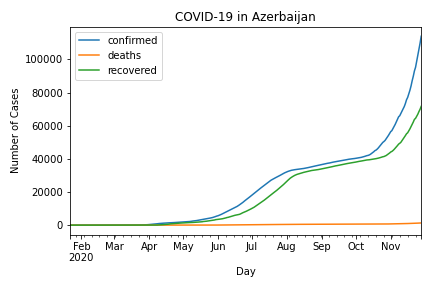 COVID-19 in Azerbaijan
confirmed
deaths
recovered
Number of Cases
100000
80000
60000
40000
20000
0
Feb Mar Apr May Jun Jul Aug Sep Oct Nov
2020
Day